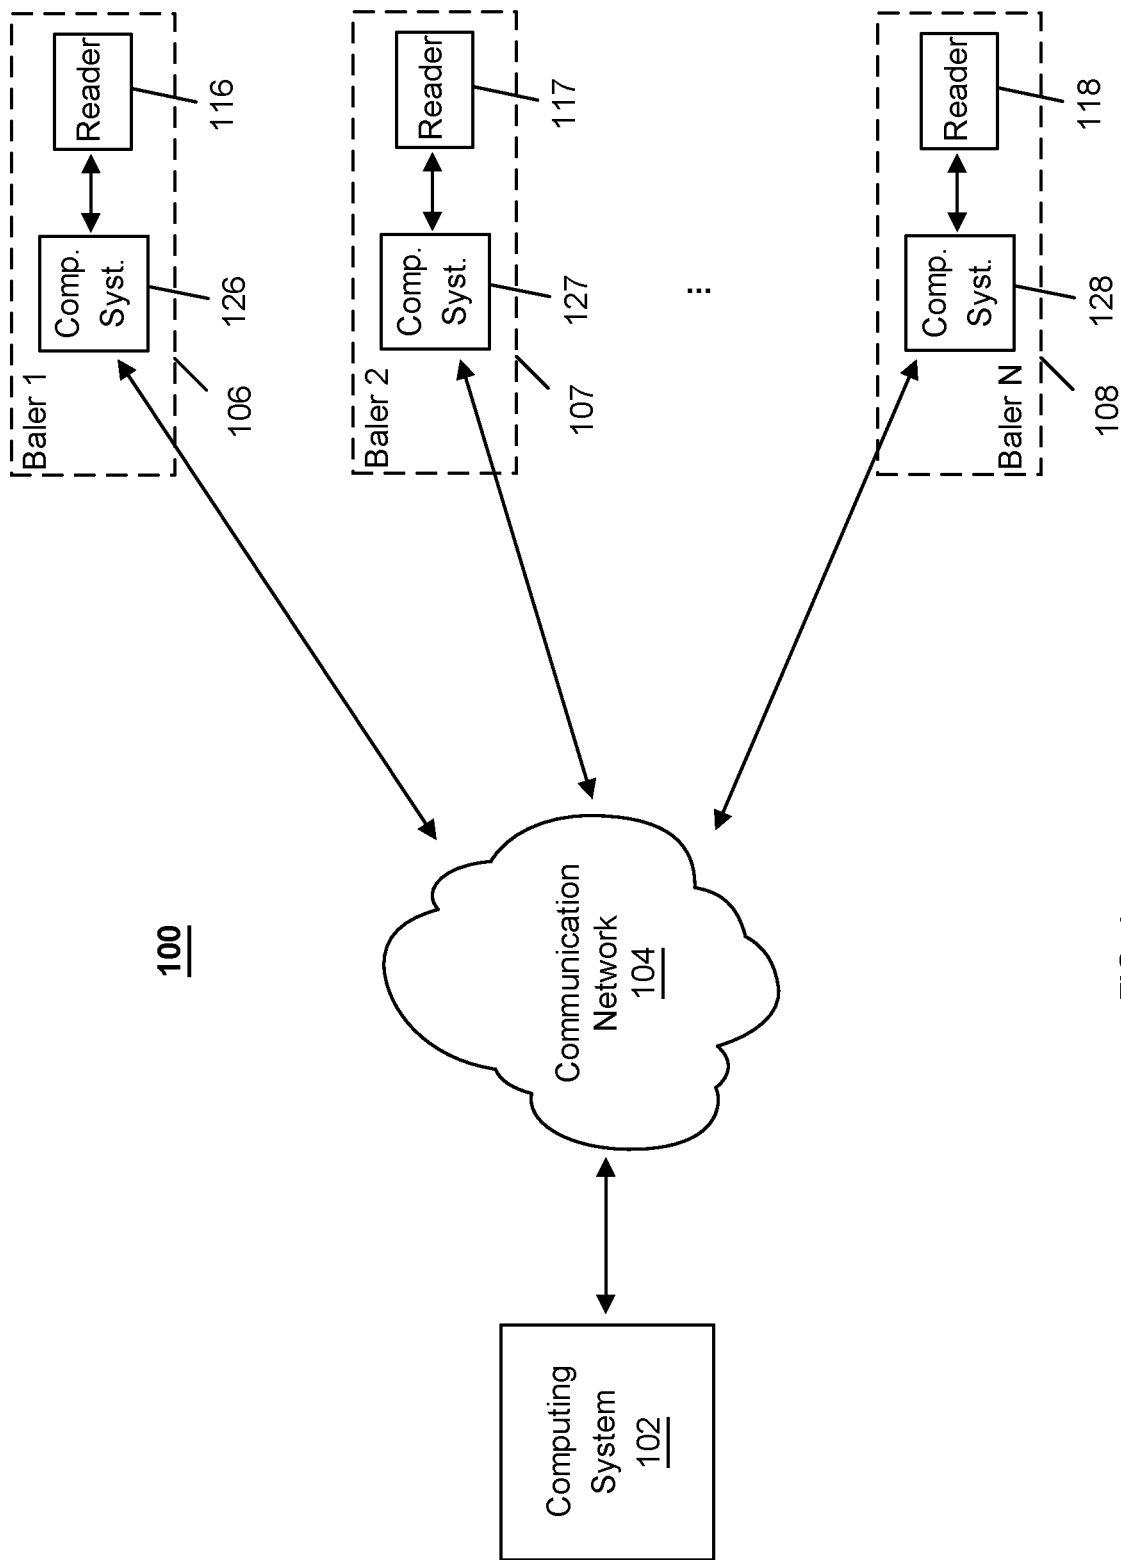 Baler 1
Comp.
Syst.
Reader
106
126
116
100
Baler 2
Comp.
Syst.
Reader
107
127
117
...
Computing
System
102
Communication
Network
104
Comp.
Syst.
Reader
Baler N
108
128
118